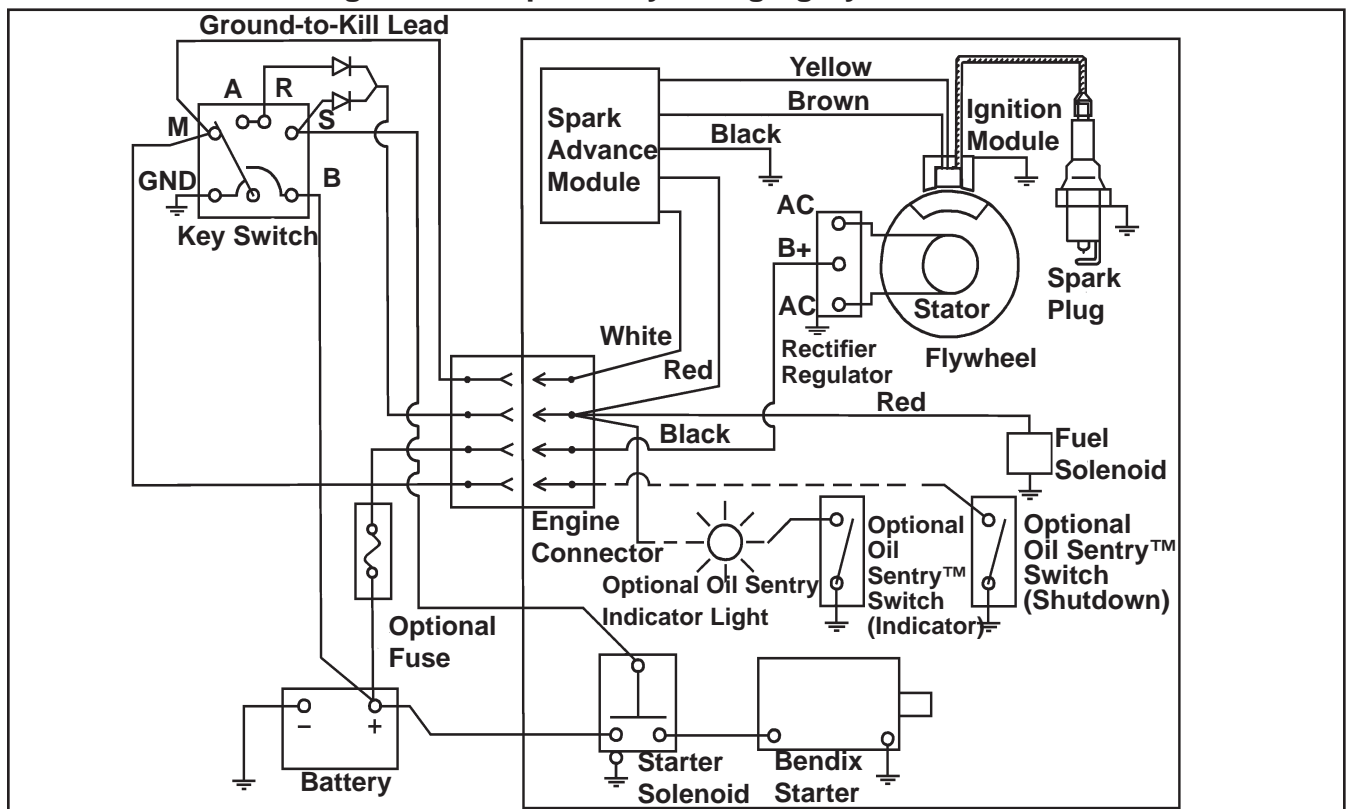 Ground-to-Kill Lead
Yellow
Brown
Black
Spark
Advance
Module
Ignition
Module
A
R
M
S
GND
B
Key Switch
AC
B+
AC
Stator
Spark
Plug
Rectifier
Regulator
Flywheel
White
Red
Red
Black
Fuel
Solenoid
Engine
Connector
Optional Oil Sentry
Indicator Light
Optional
Oil
Sentry™
Switch
(Indicator)
Optional
Oil Sentry™
Switch
(Shutdown)
Optional
Fuse
–
+
Battery
Starter
Solenoid
Bendix
Starter